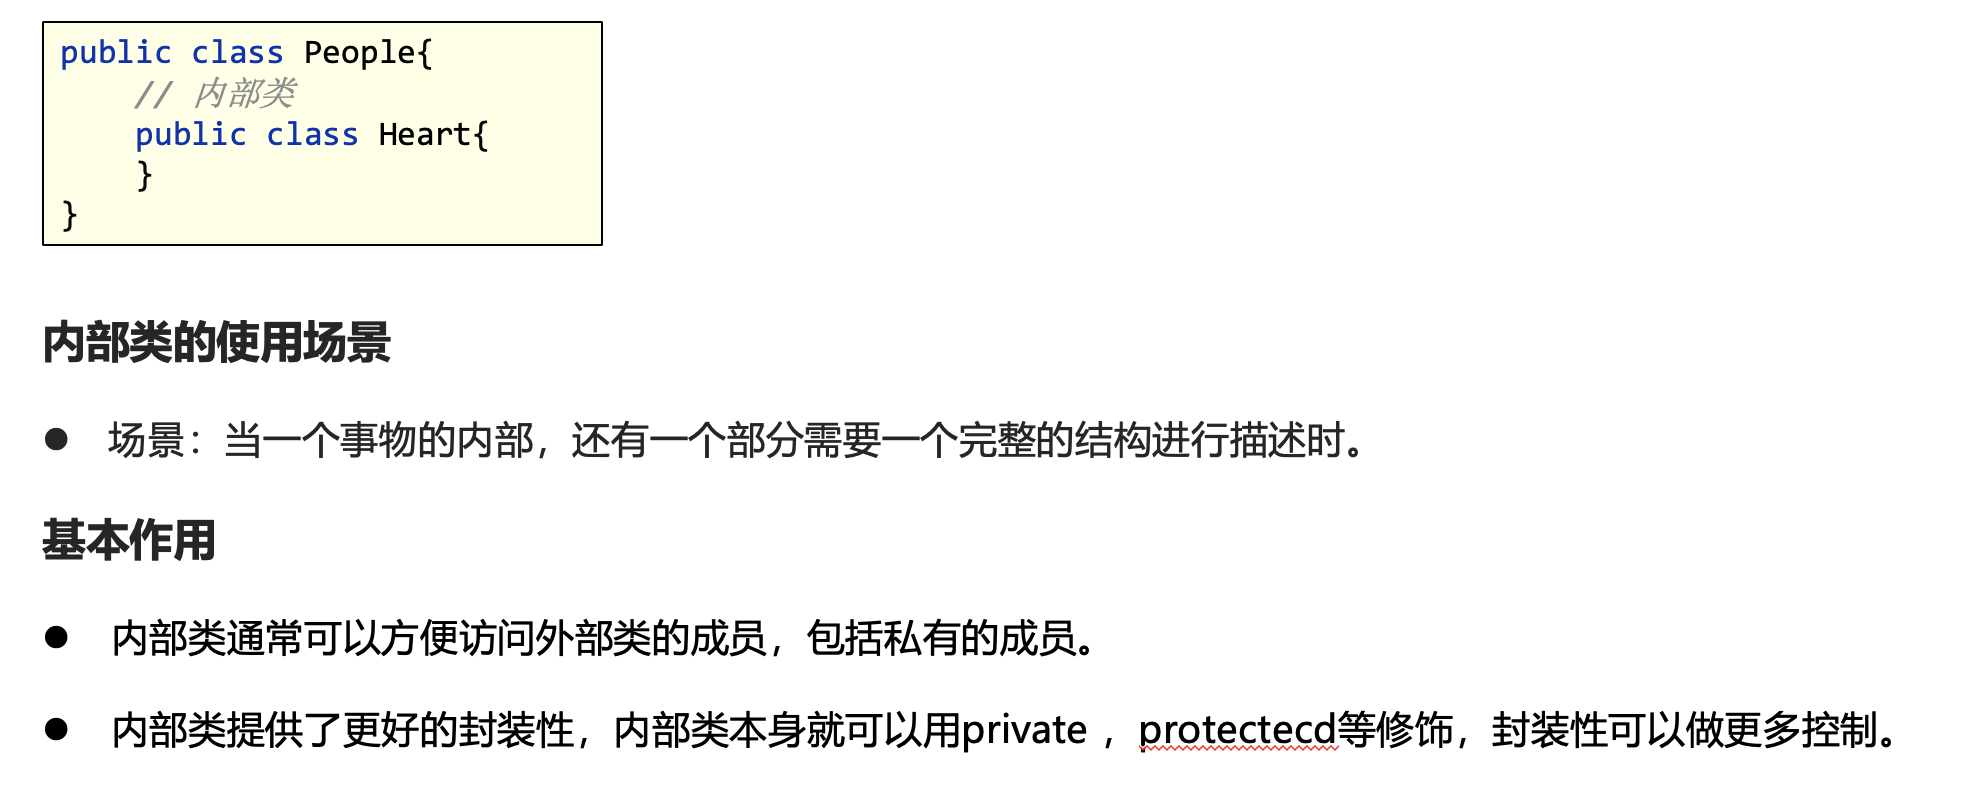 public class People{
// 内部类
public class Heart{
}
}
内部类的使用场景
● 场景：当一个事物的内部，还有一个部分需要一个完整的结构进行描述时。
基本作用
● 内部类通常可以方便访问外部类的成员，包括私有的成员。
● 内部类提供了更好的封装性，内部类本身就可以用private ，protectecd等修饰，封装性可以做更多控制。